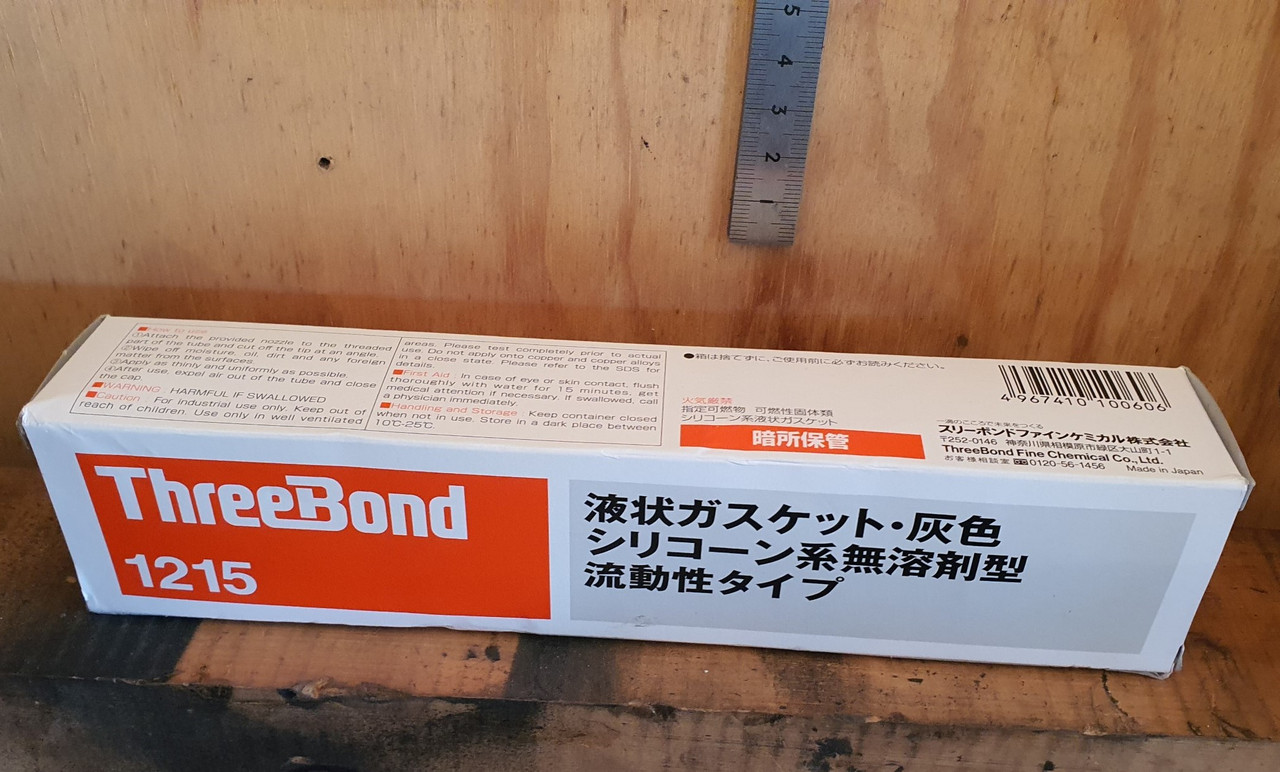 5
4
3
2
1
■How to use
①Attach the provided nozzle to the threaded
part of the tube and cut off the tip at an angle.
②Wipe off moisture, oil, dirt and any foreign
matter from the surfaces.
③Apply as thinly and uniformly as possible.
④After use, expel air out of the tube and close
the cap.
■WARNING : HARMFUL IF SWALLOWED
■Caution : For industrial use only. Keep out of
reach of children. Use only in well ventilated
areas. Please test completely prior to actual
use. Do not apply onto copper and copper alloys
in a close state. Please refer to the SDS for
details.
■First Aid : In case of eye or skin contact, flush
thoroughly with water for 15 minutes, get
medical attention if necessary. If swallowed, call
a physician immediately.
■Handling and Storage : Keep container closed
when not in use. Store in a dark place between
10℃-25℃.
●箱は捨てずに、ご使用前に必ずお読みください。
火気厳禁
指定可燃物 可燃性固体類
シリコーン系液状ガスケット
暗所保管
4 967410 100606
スリーボンドファインケミカル株式会社
〒252-0146 神奈川県相模原市緑区大山町1-1
ThreeBond Fine Chemical Co., Ltd.
お客様相談室 0120-56-1456
Made in Japan
ThreeBond
1215
液状ガスケット・灰色
シリコーン系無溶剤型
流動性タイプ